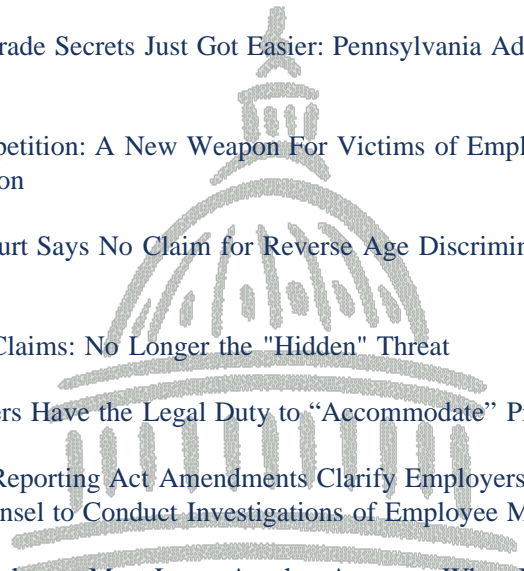 rade Secrets Just Got Easier: Pennsylvania Ad
petition: A New Weapon For Victims of Empl
on
urt Says No Claim for Reverse Age Discrimin
Claims: No Longer the "Hidden" Threat
ers Have the Legal Duty to “Accommodate” P
Reporting Act Amendments Clarify Employers
nsel to Conduct Investigations of Employee M